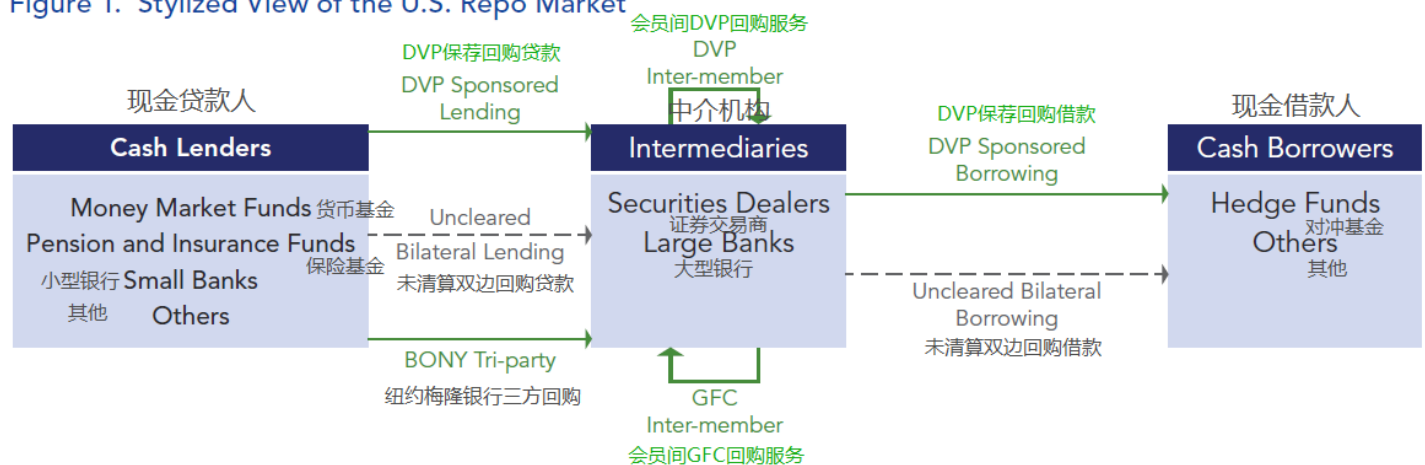 Figure 1. Stylized View of the U.S. Repo Market
会员间DVP回购服务
DVP
Inter-member
DVP保荐回购贷款
DVP Sponsored
Lending
现金贷款人
Cash Lenders
Money Market Funds 货币基金
Pension and Insurance Funds
保险基金
小型银行 Small Banks
其他 Others
Uncleared
Bilateral Lending
未清算双边回购贷款
BONY Tri-party
纽约梅隆银行三方回购
中介机构
Intermediaries
Securities Dealers
证券交易商
Large Banks
大型银行
GFC
Inter-member
会员间GFC回购服务
DVP保荐回购借款
DVP Sponsored
Borrowing
Uncleared Bilateral
Borrowing
未清算双边回购借款
现金借款人
Cash Borrowers
Hedge Funds
对冲基金
Others
其他